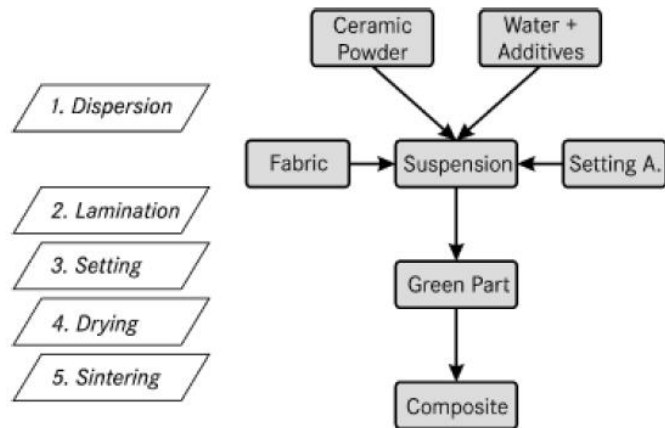 Ceramic
Powder
Water +
Additives
1. Dispersion
Fabric
Suspension
Setting A.
2. Lamination
3. Setting
Green Part
4. Drying
5. Sintering
Composite